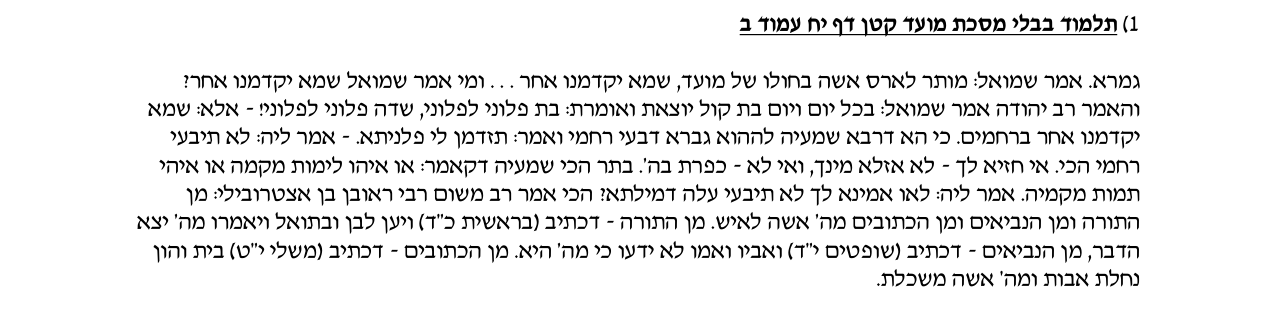 1) תלמוד בבלי מסכת מועד קטן דף יח עמוד ב
גמרא. אמר שמואל: מותר לארס אשה בחולו של מועד, שמא יקדמנו אחר . . . ומי אמר שמואל שמא יקדמנו אחר?
והאמר רב יהודה אמר שמואל: בכל יום ויום בת קול יוצאת ואומרת: בת פלוני לפלוני, שדה פלוני לפלוני! - אלא: שמא
יקדמנו אחר ברחמים. כי הא דרבא שמעיה לההוא גברא דבעי רחמי ואמר: תזדמן לי פלניתא. - אמר ליה: לא תיבעי
רחמי הכי. אי חזיא לך - לא אזלא מינך, ואי לא - כפרת בה'. בתר הכי שמעיה דקאמר: או איהו לימות מקמה או איהי
תמות מקמיה. אמר ליה: לאו אמינא לך לא תיבעי עלה דמילתא? הכי אמר רב משום רבי ראובן בן אצטרובילי: מן
התורה ומן הנביאים ומן הכתובים מה' אשה לאיש. מן התורה - דכתיב (בראשית כ"ד) ויען לבן ובתואל ויאמרו מה' יצא
הדבר, מן הנביאים - דכתיב (שופטים י"ד) ואביו ואמו לא ידעו כי מה' היא. מן הכתובים - דכתיב (משלי י"ט) בית והון
נחלת אבות ומה' אשה משכלת.